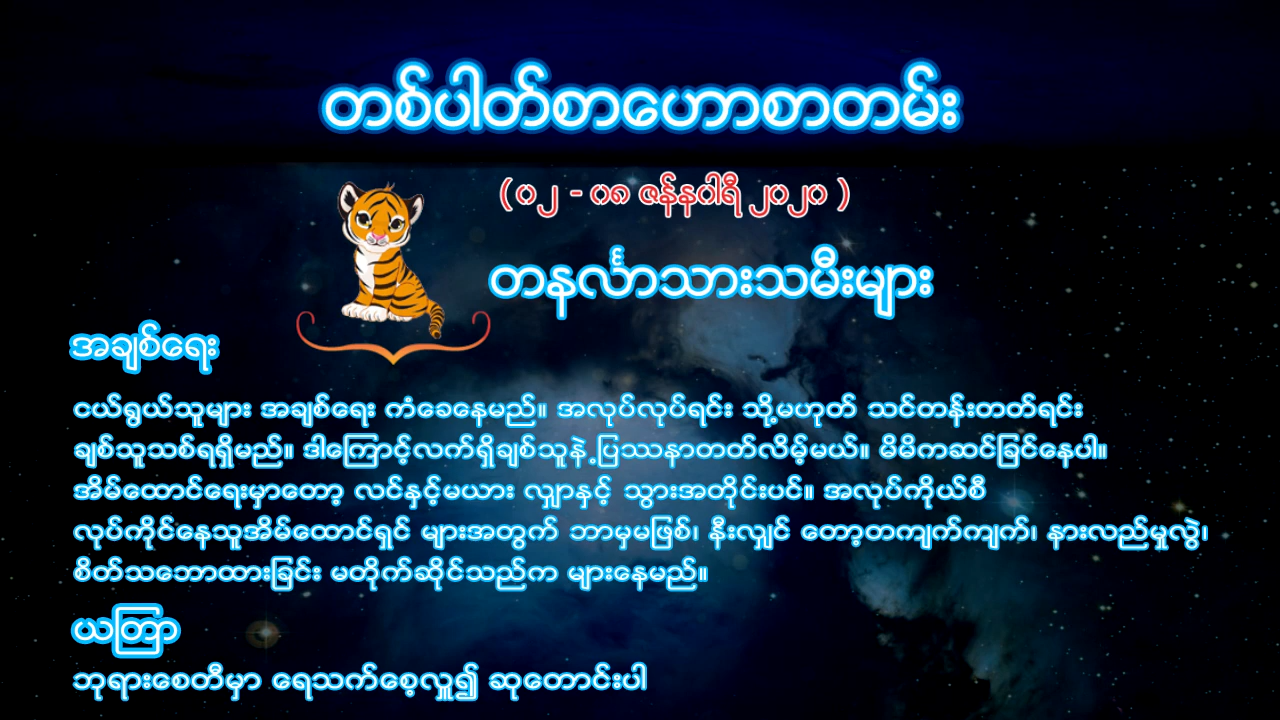 တစ်ပါတ်စာဟောစာတမ်း
( ၀၂ - ၀၈ ဇန်နဝါရီ ၂၀၂၀ )
တနင်္လာသားသမီးများ
အချစ်ရေး
ငယ်ရွယ်သူများ အချစ်ရေး ကံခေနေမည်။ အလုပ်လုပ်ရင်း သို့မဟုတ် သင်တန်းတတ်ရင်း
ချစ်သူသစ်ရရှိမည်။ ဒါကြောင့်လက်ရှိချစ်သူနဲ့ ပြဿနာတတ်လိမ့်မယ်။ မိမိကဆင်ခြင်နေပါ။
အိမ်ထောင်ရေးမှာတော့ လင်နှင့်မယား လျှာနှင့် သွားအတိုင်းပင်။ အလုပ်ကိုယ်စီ
လုပ်ကိုင်နေသူအိမ်ထောင်ရှင် များအတွက် ဘာမှမဖြစ်၊ နီးလျှင် တော့တကျက်ကျက်၊ နားလည်မှုလွဲ၊
စိတ်သဘောထားခြင်း မတိုက်ဆိုင်သည်က များနေမည်။
ယတြာ
ဘုရားစေတီမှာ ရေသက်စေ့လှူ၍ ဆုတောင်းပါ